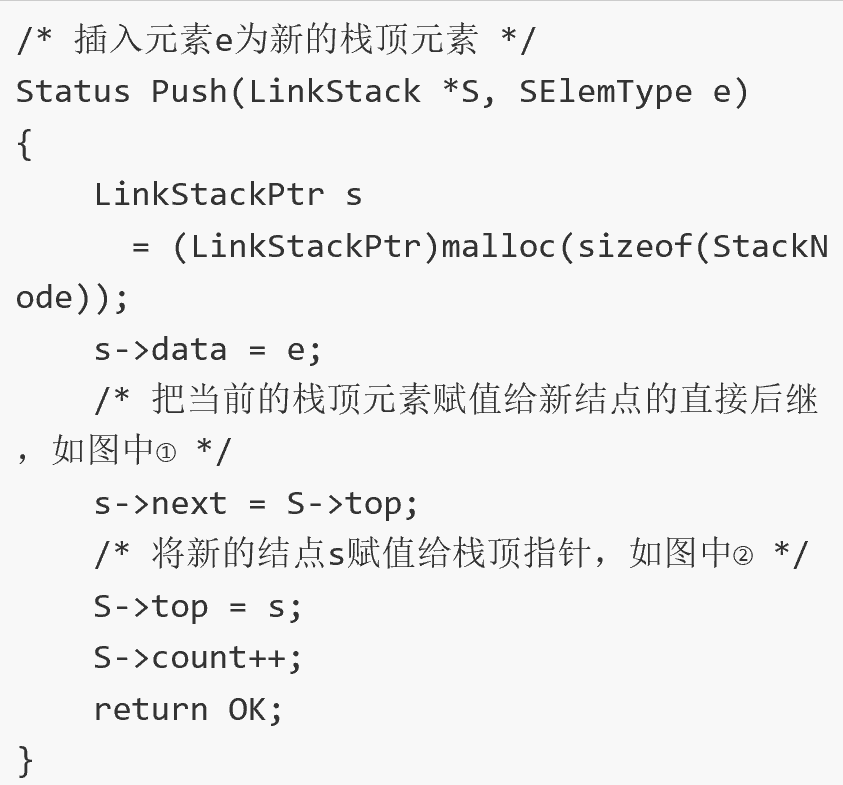 /* 插入元素e为新的栈顶元素 */
Status Push(LinkStack *S, SElemType e)
{
    LinkStackPtr s
      = (LinkStackPtr)malloc(sizeof(StackN
ode));
    s->data = e;
    /* 把当前的栈顶元素赋值给新结点的直接后继
，如图中① */
    s->next = S->top;
    /* 将新的结点s赋值给栈顶指针，如图中② */
    S->top = s;
    S->count++;
    return OK;
}